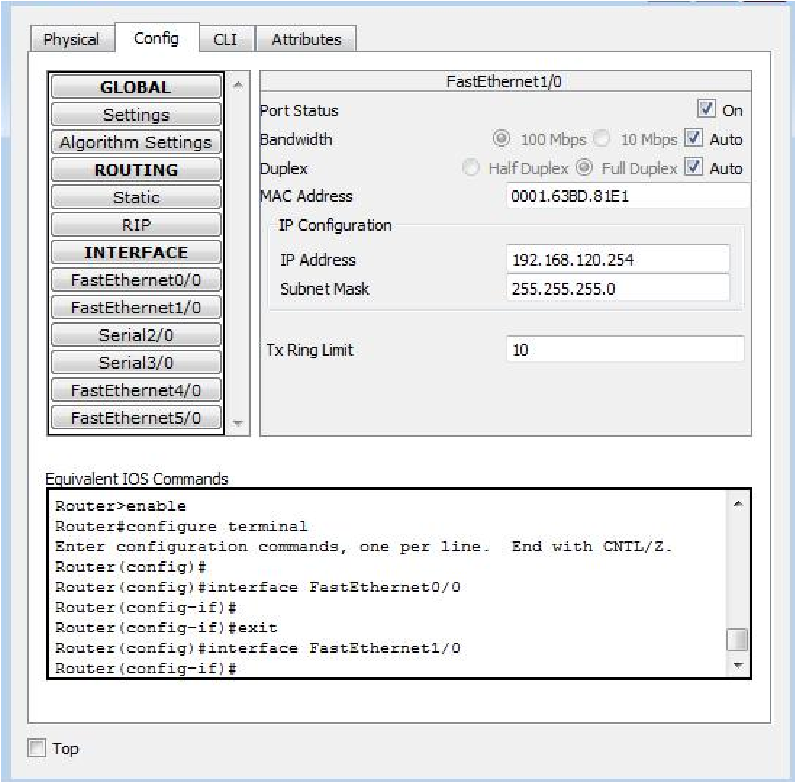 Physical Config CLI Attributes
GLOBAL
Settings
Algorithm Settings
ROUTING
Static
RIP
INTERFACE
FastEthernet0/0
FastEthernet1/0
Serial2/0
Serial3/0
FastEthernet4/0
FastEthernet5/0
FastEthernet1/0
Port Status On
Bandwidth 100 Mbps 10 Mbps Auto
Duplex Half Duplex Full Duplex Auto
MAC Address 0001.63BD.81E1
IP Configuration
IP Address 192.168.120.254
Subnet Mask 255.255.255.0
Tx Ring Limit 10
Equivalent IOS Commands
Router>enable
Router#configure terminal
Enter configuration commands, one per line. End with CNTL/Z.
Router(config)#
Router(config)#interface FastEthernet0/0
Router(config-if)#
Router(config-if)#exit
Router(config)#interface FastEthernet1/0
Router(config-if)#
Top